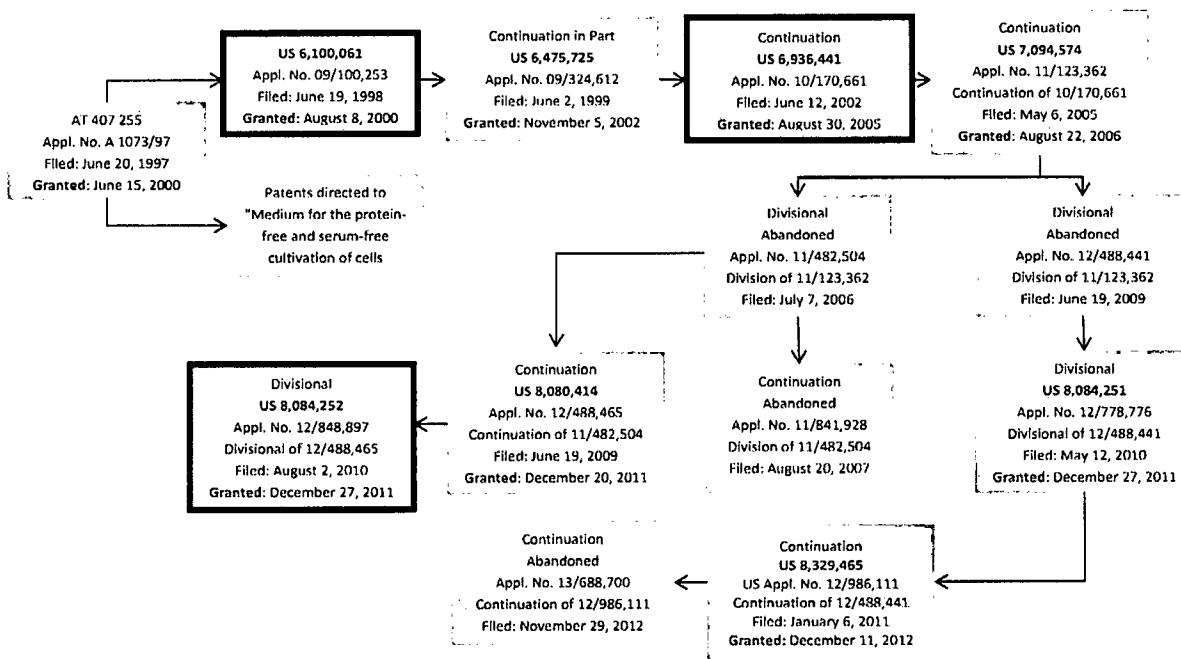 AT 407 255
Appl. No. A 1073/97
Filed: June 20, 1997
Granted: June 15, 2000
US 6,100,061
Appl. No. 09/100,253
Filed: June 19, 1998
Granted: August 8, 2000
Continuation in Part
US 6,475,725
Appl. No. 09/324,612
Filed: June 2, 1999
Granted: November 5, 2002
Continuation
US 6,936,441
Appl. No. 10/170,661
Filed: June 12, 2002
Granted: August 30, 2005
Continuation
US 7,094,574
Appl. No. 11/123,362
Continuation of 10/170,661
Filed: May 6, 2005
Granted: August 22, 2006
Patents directed to
"Medium for the protein-
free and serum-free
cultivation of cells
Divisional
Abandoned
Appl. No. 11/482,504
Division of 11/123,362
Filed: July 7, 2006
Divisional
Abandoned
Appl. No. 12/488,441
Division of 11/123,362
Filed: June 19, 2009
Divisional
US 8,084,252
Appl. No. 12/848,897
Divisional of 12/488,465
Filed: August 2, 2010
Granted: December 27, 2011
Continuation
US 8,080,414
Appl. No. 12/488,465
Continuation of 11/482,504
Filed: June 19, 2009
Granted: December 20, 2011
Continuation
Abandoned
Appl. No. 11/841,928
Division of 11/482,504
Filed: August 20, 2007
Divisional
US 8,084,251
Appl. No. 12/778,776
Divisional of 12/488,441
Filed: May 12, 2010
Granted: December 27, 2011
Continuation
Abandoned
Appl. No. 13/688,700
Continuation of 12/986,111
Filed: November 29, 2012
Continuation
US 8,329,465
US Appl. No. 12/986,111
Continuation of 12/488,441
Filed: January 6, 2011
Granted: December 11, 2012